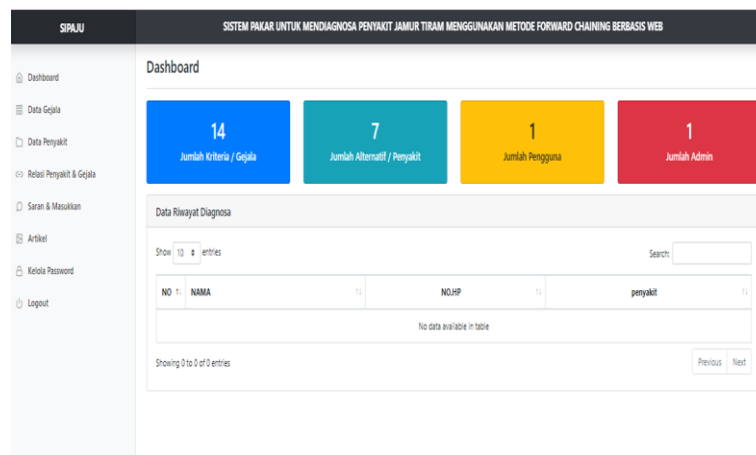 SIPAJU
SISTEM PAKAR UNTUK MENDIAGNOSA PENYAKIT JAMUR TIRAM MENGGUNAKAN METODE FORWARD CHAINING BERBASIS WEB
Dashboard
Data Gejala
Data Penyakit
Relasi Penyakit & Gejala
Saran & Masukkan
Artikel
Kelola Password
Logout
Dashboard
14
Jumlah Kriteria / Gejala
7
Jumlah Alternatif / Penyakit
1
Jumlah Pengguna
1
Jumlah Admin
Data Riwayat Diagnosa
Show 10 entries
Search:
NO NAMA NO.HP penyakit
No data available in table
Showing 0 to 0 of 0 entries
Previous Next